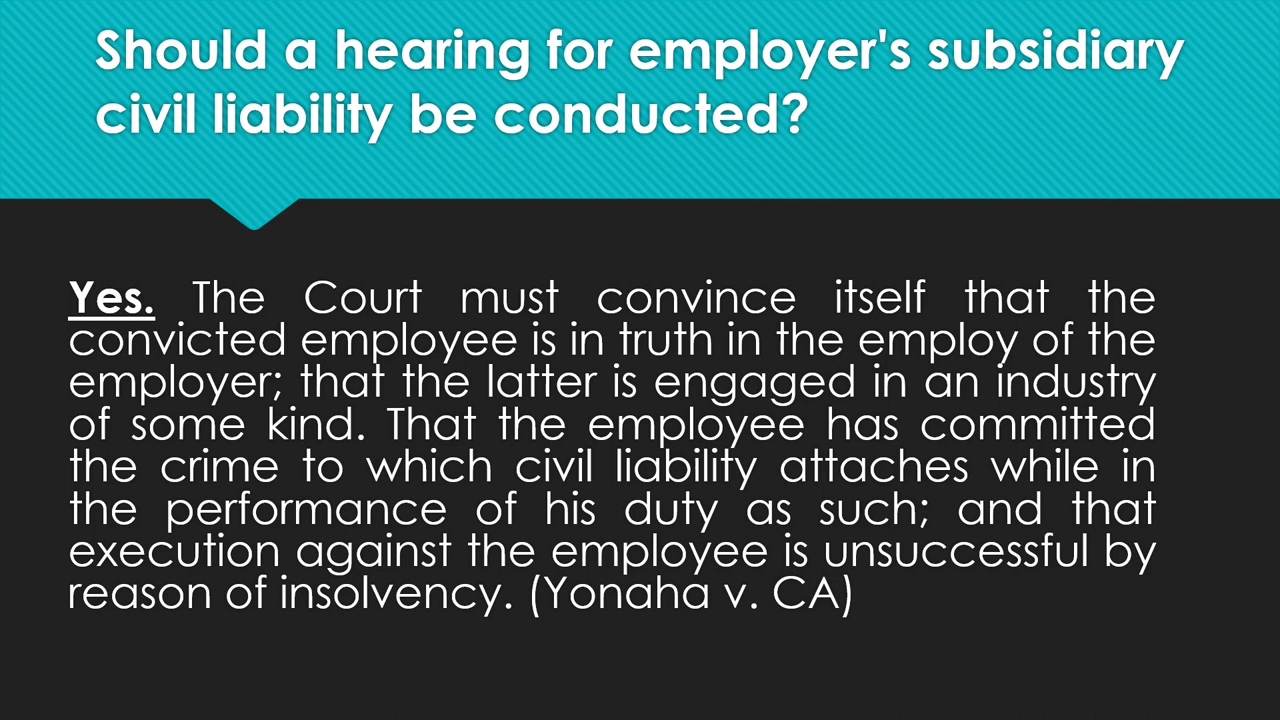 Should a hearing for employer's subsidiary
civil liability be conducted?
Yes. The Court must convince itself that the
convicted employee is in truth in the employ of the
employer; that the latter is engaged in an industry
of some kind. That the employee has committed
the crime to which civil liability attaches while in
the performance of his duty as such; and that
execution against the employee is unsuccessful by
reason of insolvency. (Yonaha v. CA)